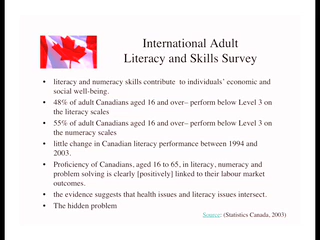 International Adult
Literacy and Skills Survey
• literacy and numeracy skills contribute to individuals' economic and
social well-being.
• 48% of adult Canadians aged 16 and over– perform below Level 3 on
the literacy scales
• 55% of adult Canadians aged 16 and over– perform below Level 3 on
the numeracy scales
• little change in Canadian literacy performance between 1994 and
2003.
• Proficiency of Canadians, aged 16 to 65, in literacy, numeracy and
problem solving is clearly [positively] linked to their labour market
outcomes.
• the evidence suggests that health issues and literacy issues intersect.
• The hidden problem
Source: (Statistics Canada, 2003)